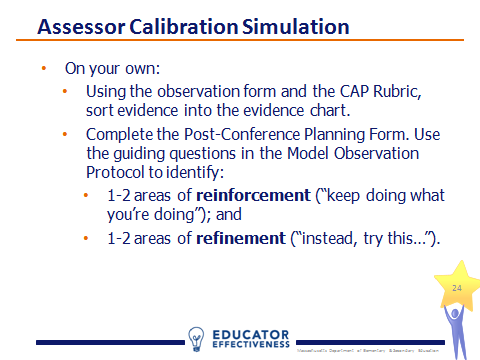 Assessor Calibration Simulation
• On your own:
• Using the observation form and the CAP Rubric,
sort evidence into the evidence chart.
• Complete the Post-Conference Planning Form. Use
the guiding questions in the Model Observation
Protocol to identify:
• 1-2 areas of reinforcement (“keep doing what
you’re doing”); and
• 1-2 areas of refinement (“instead, try this…”).
24
EDUCATOR
EFFECTIVENESS
Massachusetts Department of Elementary & Secondary Education